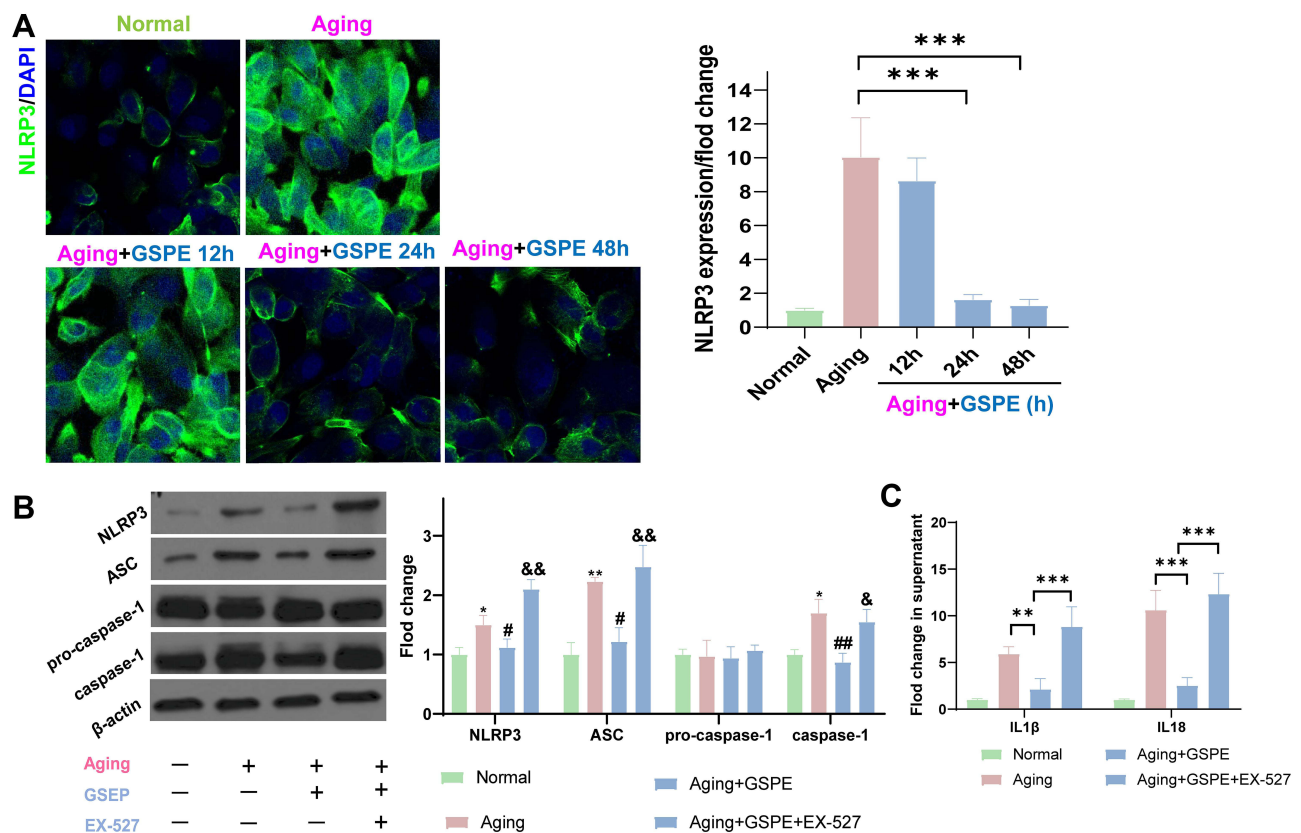 A
Normal
Aging
NLRP3/DAPI
Aging+GSPE 12h
Aging+GSPE 24h
Aging+GSPE 48h
NLRP3 expression/flod change
14
12
10
8
6
4
2
0
***
***
Normal
Aging
12h
24h
48h
Aging+GSPE (h)
B
NLRP3
ASC
pro-caspase-1
caspase-1
β-actin
Aging — + + +
GSEP — — + +
EX-527 — — — +
Flod change
3
2
1
0
* # &&
** # &&
* ## &
NLRP3 ASC pro-caspase-1 caspase-1
Normal
Aging
Aging+GSPE
Aging+GSPE+EX-527
C
Flod change in supernatant
20
15
10
5
0
** ***
*** ***
IL1β IL18
Normal
Aging
Aging+GSPE
Aging+GSPE+EX-527